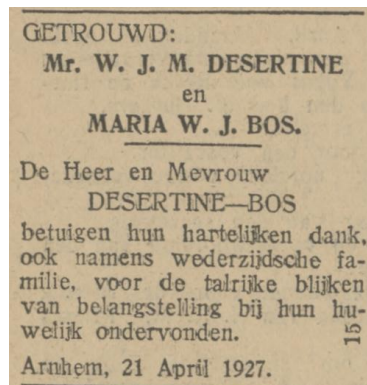 GETROUWD:
Mr. W. J. M. DESERTINE
en
MARIA W. J. BOS.
De Heer en Mevrouw
DESERTINE—BOS
betuigen hun hartelijken dank,
ook namens wederzijdsche fa-
milie, voor de talrijke blijken
van belangstelling bij hun hu-
welijk ondervonden.
15
Arnhem, 21 April 1927.